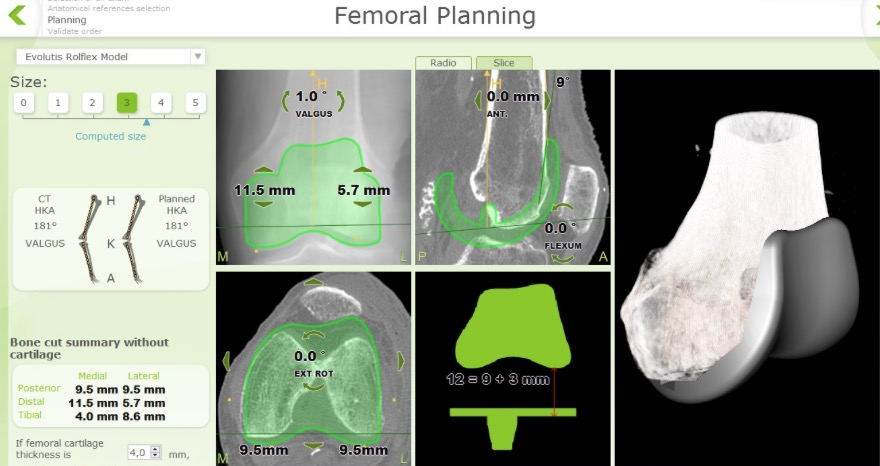 Femoral Planning
Anatomical references selection
Planning
Validate order
Evolutis Rolflex Model
Size:
0 1 2 3 4 5
Computed size
CT
HKA
181°
VALGUS
H
K
A
Planned
HKA
181°
VALGUS
Bone cut summary without
cartilage
Medial Lateral
Posterior 9.5 mm 9.5 mm
Distal 11.5 mm 5.7 mm
Tibial 4.0 mm 8.6 mm
If femoral cartilage
thickness is 4,0 mm,
Radio Slice
H
1.0 °
VALGUS
11.5 mm 5.7 mm
M L
H
9°
0.0 mm
ANT.
0.0 °
FLEXUM
P A
0.0 °
EXT ROT
9.5mm 9.5mm
M L
12 = 9 + 3 mm